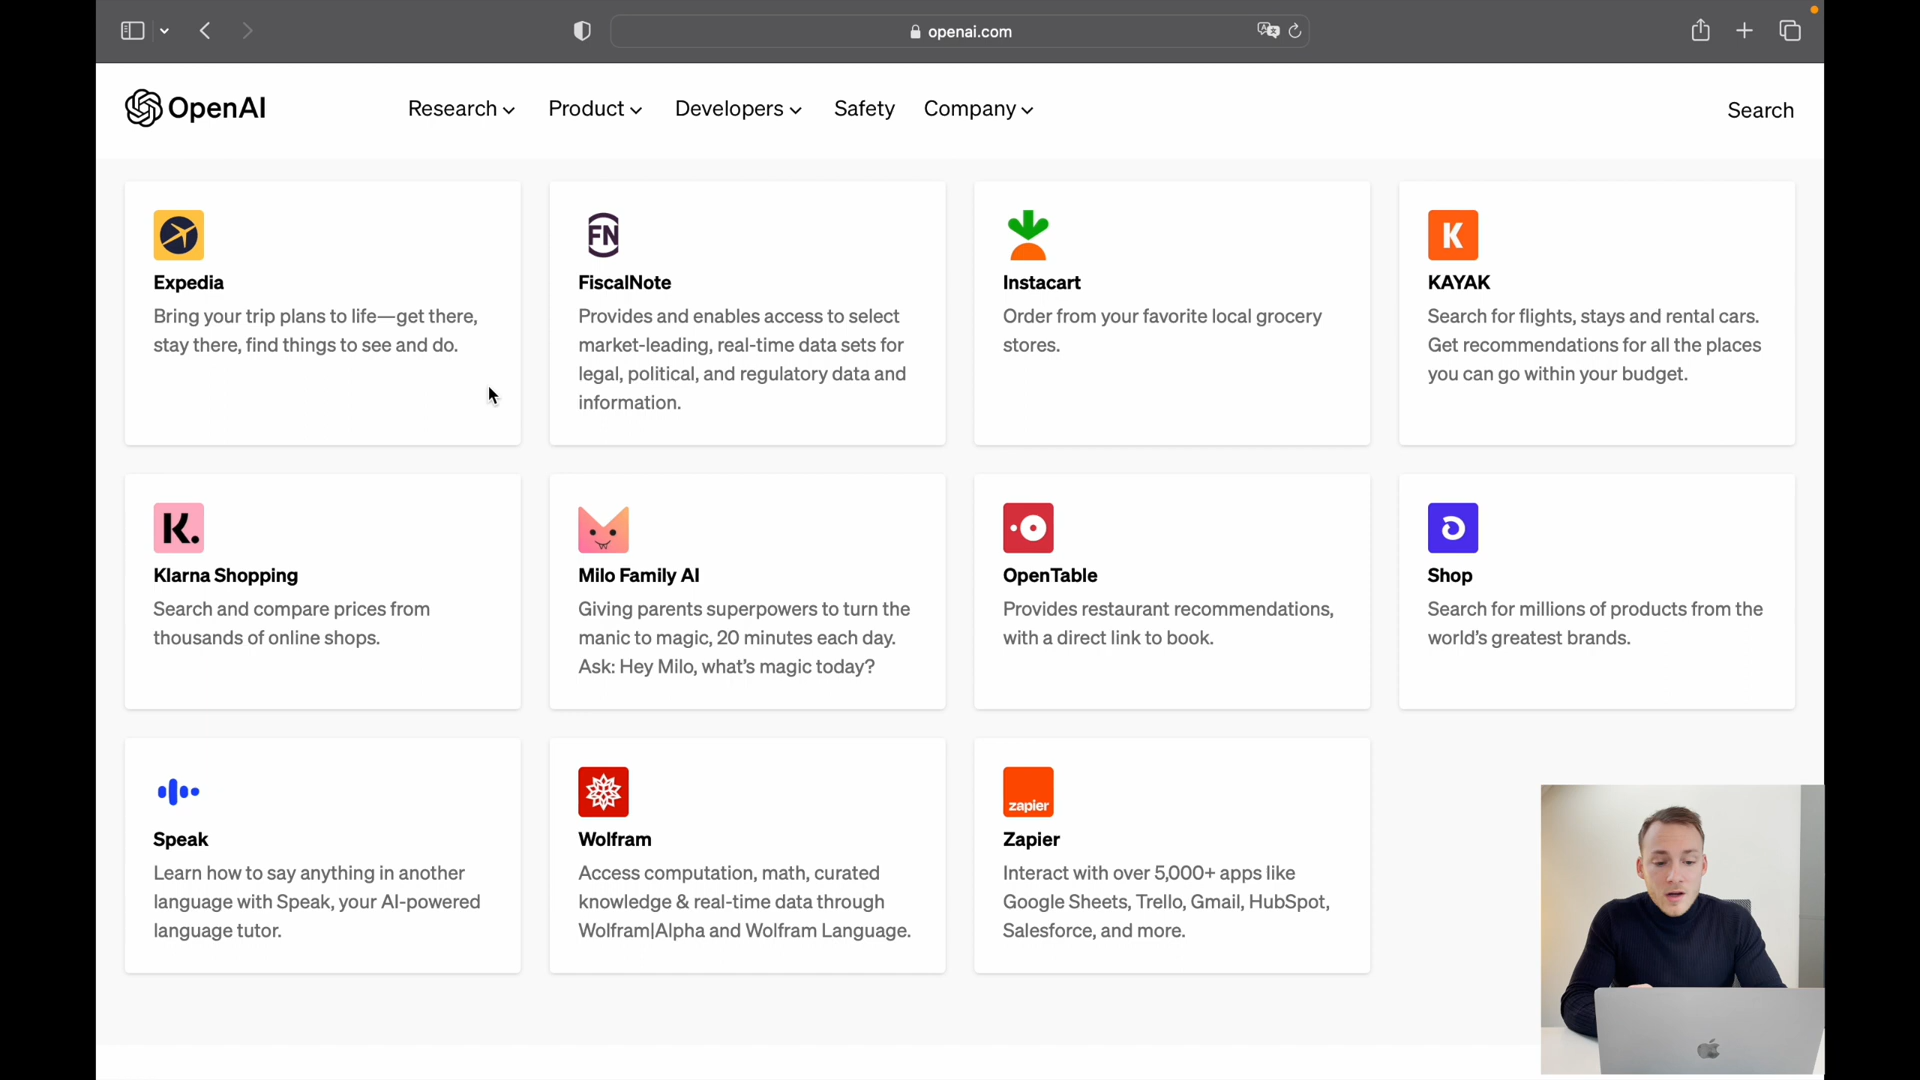 openai.com
OpenAI
Research
Product
Developers
Safety
Company
Search
Expedia
Bring your trip plans to life—get there,
stay there, find things to see and do.
FN
FiscalNote
Provides and enables access to select
market-leading, real-time data sets for
legal, political, and regulatory data and
information.
Instacart
Order from your favorite local grocery
stores.
K
KAYAK
Search for flights, stays and rental cars.
Get recommendations for all the places
you can go within your budget.
K.
Klarna Shopping
Search and compare prices from
thousands of online shops.
Milo Family AI
Giving parents superpowers to turn the
manic to magic, 20 minutes each day.
Ask: Hey Milo, what’s magic today?
OpenTable
Provides restaurant recommendations,
with a direct link to book.
Shop
Search for millions of products from the
world’s greatest brands.
Speak
Learn how to say anything in another
language with Speak, your AI-powered
language tutor.
Wolfram
Access computation, math, curated
knowledge & real-time data through
Wolfram|Alpha and Wolfram Language.
zapier
Zapier
Interact with over 5,000+ apps like
Google Sheets, Trello, Gmail, HubSpot,
Salesforce, and more.